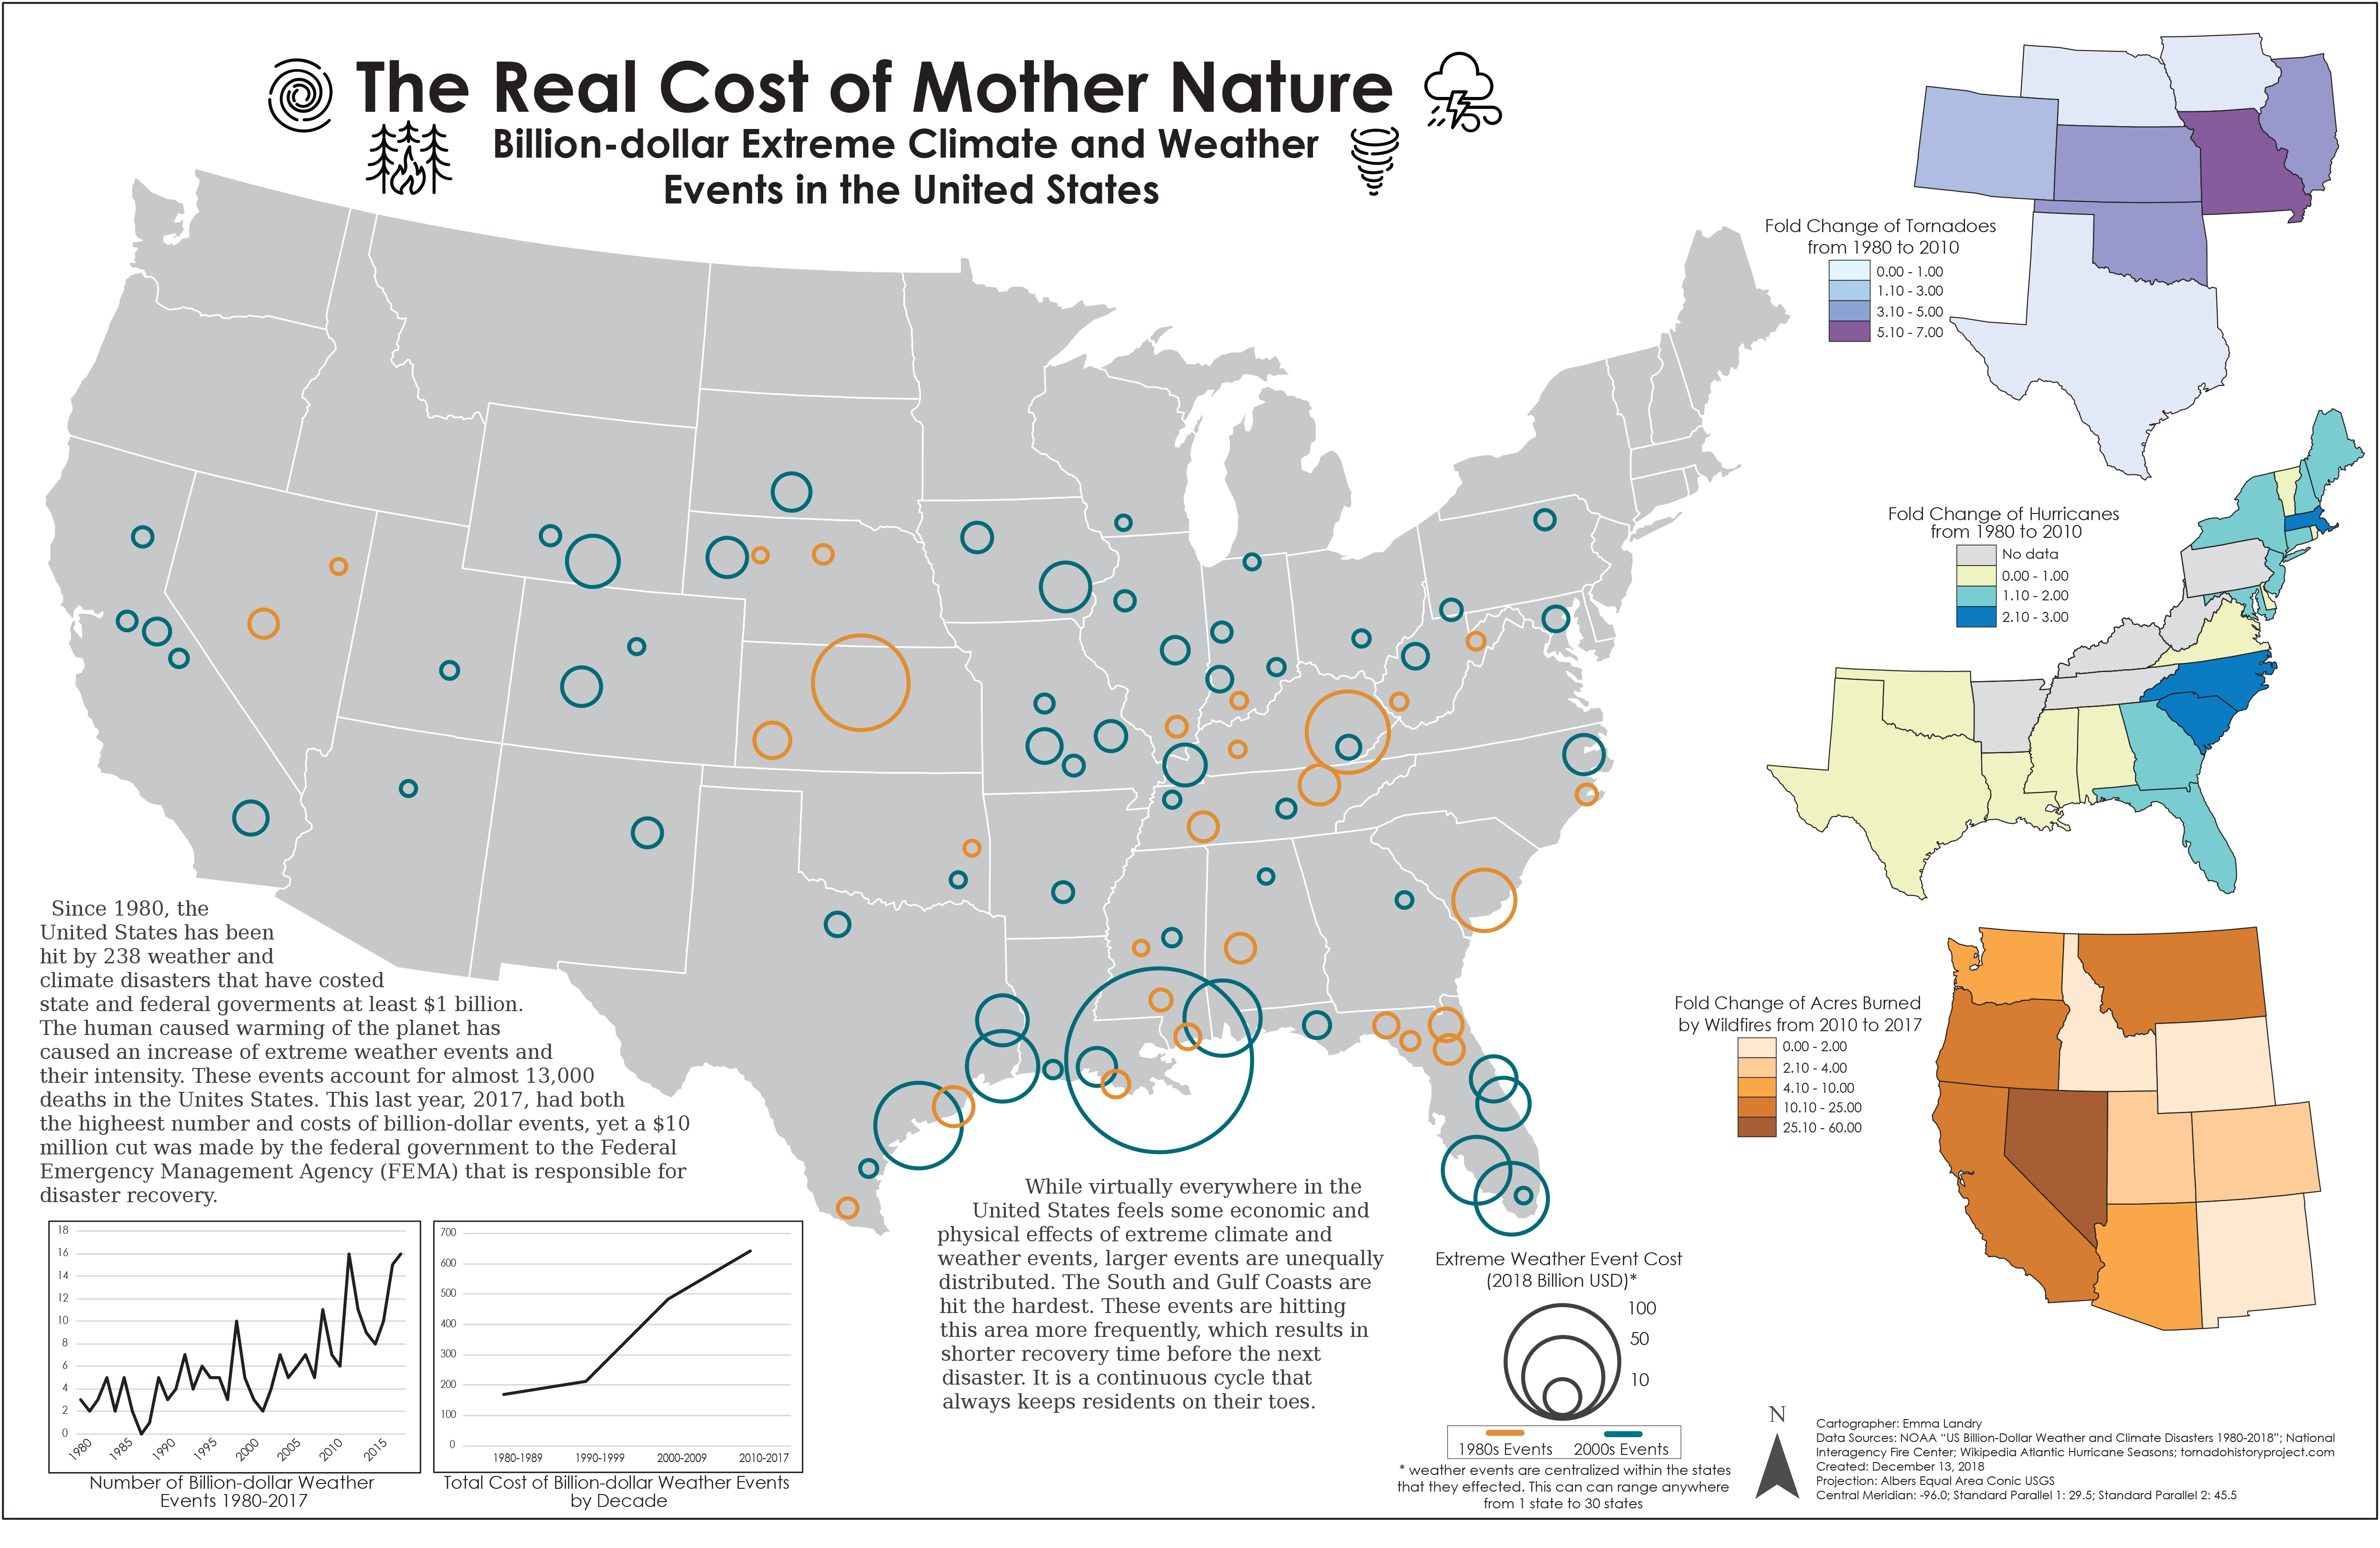 The Real Cost of Mother Nature
Billion-dollar Extreme Climate and Weather
Events in the United States
Fold Change of Tornadoes
from 1980 to 2010
0.00 - 1.00
1.10 - 3.00
3.10 - 5.00
5.10 - 7.00
Fold Change of Hurricanes
from 1980 to 2010
No data
0.00 - 1.00
1.10 - 2.00
2.10 - 3.00
Since 1980, the
United States has been
hit by 238 weather and
climate disasters that have costed
state and federal goverments at least $1 billion.
The human caused warming of the planet has
caused an increase of extreme weather events and
their intensity. These events account for almost 13,000
deaths in the Unites States. This last year, 2017, had both
the higheest number and costs of billion-dollar events, yet a $10
million cut was made by the federal government to the Federal
Emergency Management Agency (FEMA) that is responsible for
disaster recovery.
Fold Change of Acres Burned
by Wildfires from 2010 to 2017
0.00 - 2.00
2.10 - 4.00
4.10 - 10.00
10.10 - 25.00
25.10 - 60.00
While virtually everywhere in the
United States feels some economic and
physical effects of extreme climate and
weather events, larger events are unequally
distributed. The South and Gulf Coasts are
hit the hardest. These events are hitting
this area more frequently, which results in
shorter recovery time before the next
disaster. It is a continuous cycle that
always keeps residents on their toes.
18
16
14
12
10
8
6
4
2
0
1980 1985 1990 1995 2000 2005 2010 2015
Number of Billion-dollar Weather
Events 1980-2017
700
600
500
400
300
200
100
0
1980-1989 1990-1999 2000-2009 2010-2017
Total Cost of Billion-dollar Weather Events
by Decade
Extreme Weather Event Cost
(2018 Billion USD)*
100
50
10
1980s Events 2000s Events
* weather events are centralized within the states
that they effected. This can can range anywhere
from 1 state to 30 states
N
Cartographer: Emma Landry
Data Sources: NOAA “US Billion-Dollar Weather and Climate Disasters 1980-2018”; National
Interagency Fire Center; Wikipedia Atlantic Hurricane Seasons; tornadohistoryproject.com
Created: December 13, 2018
Projection: Albers Equal Area Conic USGS
Central Meridian: -96.0; Standard Parallel 1: 29.5; Standard Parallel 2: 45.5